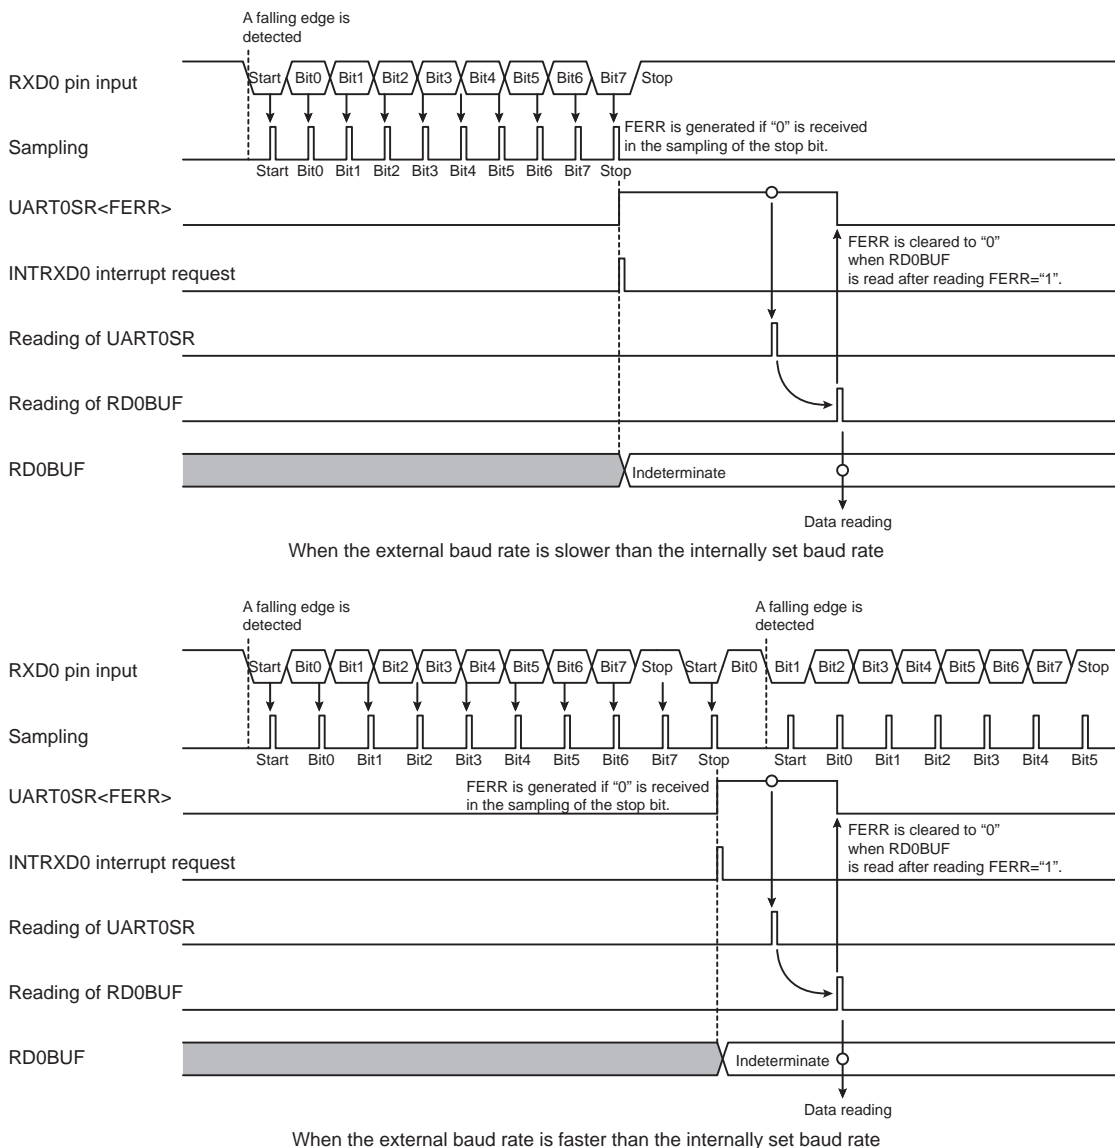 A falling edge is
detected
RXD0 pin input
Start Bit0 Bit1 Bit2 Bit3 Bit4 Bit5 Bit6 Bit7 Stop
Sampling
FERR is generated if “0” is received
in the sampling of the stop bit.
Start Bit0 Bit1 Bit2 Bit3 Bit4 Bit5 Bit6 Bit7 Stop
UART0SR<FERR>
FERR is cleared to “0”
when RD0BUF
is read after reading FERR=“1”.
INTRXD0 interrupt request
Reading of UART0SR
Reading of RD0BUF
RD0BUF
Indeterminate
Data reading
When the external baud rate is slower than the internally set baud rate
A falling edge is
detected
A falling edge is
detected
RXD0 pin input
Start Bit0 Bit1 Bit2 Bit3 Bit4 Bit5 Bit6 Bit7 Stop Start Bit0 Bit1 Bit2 Bit3 Bit4 Bit5 Bit6 Bit7 Stop
Sampling
Start Bit0 Bit1 Bit2 Bit3 Bit4 Bit5 Bit6 Bit7 Stop Start Bit0 Bit1 Bit2 Bit3 Bit4 Bit5
FERR is generated if “0” is received
in the sampling of the stop bit.
UART0SR<FERR>
FERR is cleared to “0”
when RD0BUF
is read after reading FERR=“1”.
INTRXD0 interrupt request
Reading of UART0SR
Reading of RD0BUF
RD0BUF
Indeterminate
Data reading
When the external baud rate is faster than the internally set baud rate